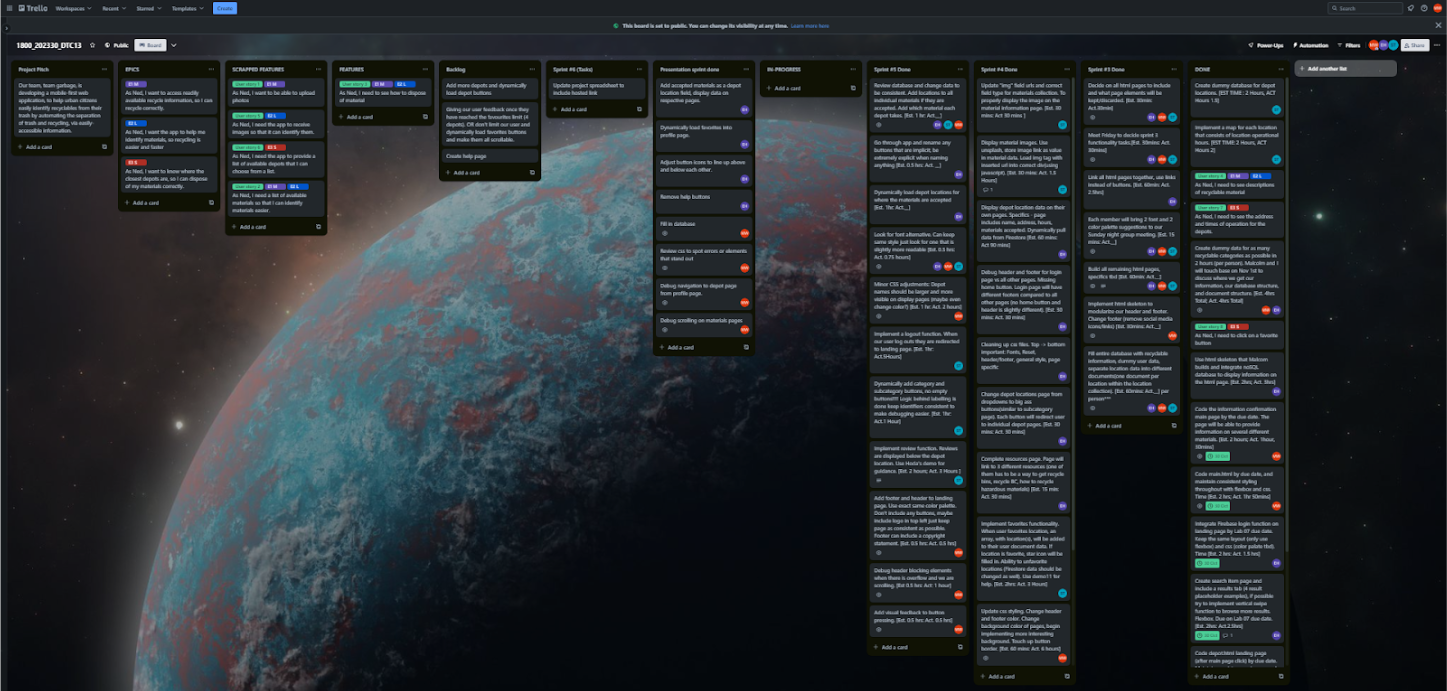 Trello
Workspaces
Recent
Starred
Templates
Create
Search
This board is set to public. You can change its visibility at any time. Learn more here
1800_202330_DTC13
Public
Board
Power-Ups
Automation
Filters
Share
Project Pitch
Our team, team garbage, is
developing a mobile-first web
application, to help urban citizens
easily identify recyclables from their
trash by automating the separation
of trash and recycling, via easily-
accessible information.
Add a card
EPICS
As Ned, I want to access readily
available recycle information, so I can
recycle correctly.
As Ned, I want the app to help me
identify materials, so recycling is
easier and faster
As Ned, I want to know where the
closest depots are, so I can dispose
of my materials correctly.
Add a card
SCRAPPED FEATURES
As Ned, I want to be able to upload
photos
As Ned, I need the app to receive
images so that it can identify them.
As Ned, I need the app to provide a
list of available depots that I can
choose from a list.
As Ned, I need a list of available
materials so that I can identify
materials easier.
Add a card
FEATURES
As Ned, I need to see how to dispose
of material
Add a card
Backlog
Add more depots and dynamically
load depot buttons
Giving our user feedback once they
have reached the favourites limit (4
depots). OR don't limit our user and
dynamically load favorites buttons
and make them all scrollable.
Create help page
Add a card
Sprint #6 (Tasks)
Update project spreadsheet to
include hosted link
Add a card
Presentation sprint done
Add accepted materials as a depot
location field, display data on
respective pages.
Dynamically load favourites into
profile page.
Adjust button icons to line up above
and below each other.
Remove help buttons
Fill in database
Review css to spot errors or elements
that stand out
Debug navigation to depot page
from profile page.
Debug scrolling on materials pages
Add a card
IN-PROGRESS
Add a card
Sprint #5 Done
Review database and change data to
be consistent. Add locations to all
individual materials if they are
accepted. Add which material each
depot takes. [Est. 1 hr: Act._]
Go through app and rename any
buttons that are implicit, be
extremely explicit when naming
anything [Est. 0.5 hr: Act. __]
Dynamically load depot locations for
where the materials are accepted
[Est. 1hr: Act._]
Look for font alternative. Can keep
same style just look for one that is
slightly more readable [Est. 0.5
hrs: Act. 0.75 hours]
Minor CSS adjustments: Depot
names should be larger and more
visible on display pages (maybe even
change color?) [Est. 1 hr: Act. 2 hours]
Implement a logout function. When
our user logs outs they are redirected
to landing page. [Est. 1hr:
Act.5Hours]
Dynamically add category and
subcategory buttons, no empty
buttons!!!!! Logic behind labelling is
done keep identifiers consistent to
make debugging easier. [Est. 1hr:
Act.1 Hour]
Implement review function. Reviews
are displayed below the depot
location. Use Hacla's demo for
guidance. [Est. 2 hours; Act. 3 Hours ]
Add footer and header to landing
page. Use exact same color palette.
Don't include any buttons, maybe
include logo in top left just keep
page as consistent as possible.
Footer can include a copyright
statement. [Est. 0.5 hrs: Act. 0.5 hrs]
Debug header blocking elements
when there is overflow and we are
scrolling. [Est 0.5 hrs: Act. 1 hour]
Add visual feedback to button
pressing. [Est. 0.5 hrs: Act. 0.5 hrs]
Add a card
Sprint #4 Done
Update "img" field urls and correct
field type for materials collection. To
properly display the image on the
material information page. [Est. 30
mins: Act 30 mins ]
Display material images. Use
unsplash, store image link as value
in material data. Load img tag with
inserted url into correct div(using
javascript). [Est. 30 mins: Act. 1.5
Hours]
Display depot location data on their
own pages. Specifics - page
includes name, address, hours,
materials accepted. Dynamically pull
data from Firestore [Est. 60 mins:
Act 90 mins]
Debug header and footer for login
page vs all other pages. Missing
home button. Login page will have
different footers compared to all
other pages (no home button and
header is slightly different). [Est. 30
mins: Act. 30 mins]
Cleaning up css files. Top -> bottom
important: Fonts, Reset,
header/footer, general style, page
specific
Change depot locations page from
dropdowns to big ass
buttons(similar to subcategory
page). Each button will redirect user
to individual depot pages. [Est. 30
mins: Act. 30 mins]
Complete resources page. Page will
link to 3 different resources (one of
them has to be a way to get recycle
bins, recycle BC, how to recycle
hazardous materials) [Est. 15 min:
Act. 30 mins]
Implement favorites functionality.
When user favorites location, an
array, with location(s), will be added
to their user document data. If
location is favorite, star icon will be
filled in. Ability to unfavorite
locations (Firestore data should be
changed as well). Use demo11 for
help. [Est. 2hrs; Act. 3 Hours]
Update css styling. Change header
and footer color. Change
background color of pages, begin
implementing more interesting
background. Touch up button
border. [Est. 60 mins: Act. 6 hours]
Add a card
Sprint #3 Done
Decide on all html pages to include
and what page elements will be
kept/discarded. [Est. 30min:
Act.60min]
Meet Friday to decide sprint 3
functionality tasks.[Est. 30mins: Act.
30mins]
Link all html pages together, use links
instead of buttons. [Est. 60min: Act.
2.5hrs]
Each member will bring 2 font and 2
color palette suggestions to our
Sunday night group meeting. [Est. 15
mins: Act._]
Build all remaining html pages,
specifics tbd [Est. 60mins: Act._]
Implement html skeleton to
modularize our header and footer.
Change footer (remove social media
icons/links) [Est. 30mins: Act._]
Fill entire database with recyclable
information, dummy user data,
separate location data into different
documents(one document per
location within the location
collection). [Est. 60mins: Act._] per
person***
Add a card
DONE
Create dummy database for depot
locations. [EST TIME: 2 Hours, ACT
Hours 1.5]
Implement a map for each location
that consists of location operational
hours. [EST TIME: 2 Hours, ACT
Hours 2]
As Ned, I need to see descriptions
of recyclable material
As Ned, I need to see the address
and times of operation for the
depots.
Create dummy data for as many
recyclable categories as possible in
2 hours (per person). Malcolm and I
will touch base on Nov 1st to
discuss where we get our
information, our database structure,
and document structure. [Est. 4hrs
Total; Act. 4hrs Total]
As Ned, I need to click on a favorite
button
Use html skeletons that Malcom
builds and integrate noSQL
database to display information on
the html page. [Est. 2hrs; Act. 5hrs]
Code the information confirmation
main page by the due date. The
page will be able to provide
information on several different
materials. [Est. 2 hours; Act. 1hour,
30mins]
Code main.html by due date, and
maintain consistent styling
throughout with flexbox and css.
Time [Est. 2 hrs; Act. 1hr 50mins]
Integrate Firebase login function on
landing page by Lab 07 due date.
Keep the same layout (only use
flexbox) and css (color palate tbd)
Time [Est. 2 hrs: Act. 1.5 hrs]
Create search item page and
include a results tab (4 result
placeholder examples), if possible
try to implement vertical swipe
function to browse more results.
Flexbox. Due on Lab 07 due date.
[Est. 2hrs; Act.2.5hrs]
Code depot.html landing page
(after main page click) by due date.
Add a card
Add another list